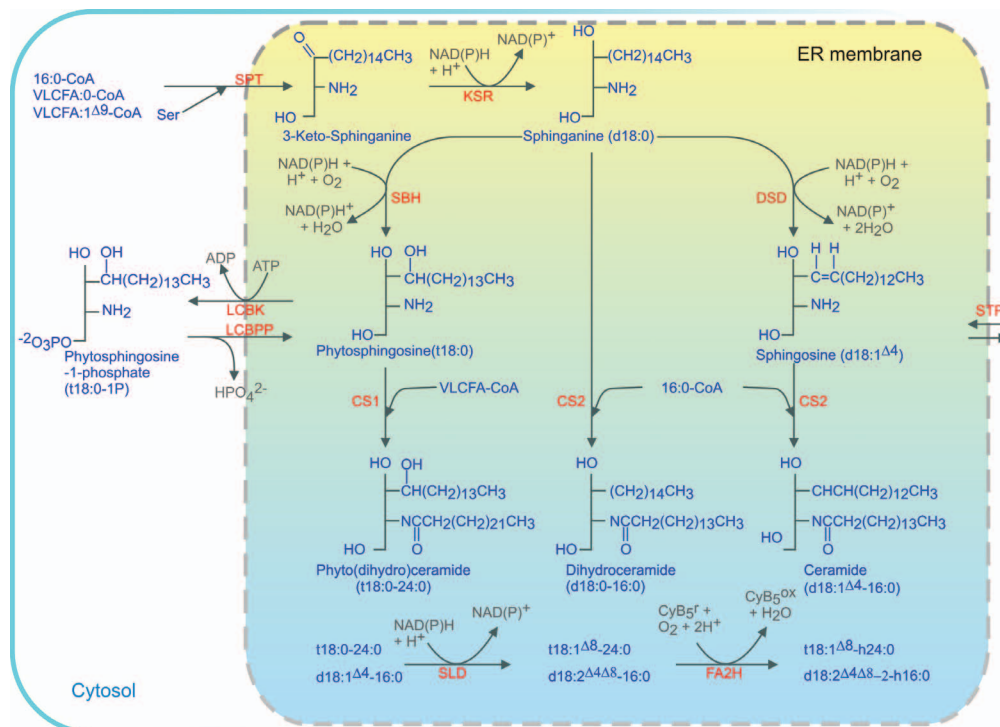 ER membrane
O
(CH2)14CH3
NH2
HO
3-Keto-Sphinganine
NAD(P)H
+ H+
NAD(P)+
KSR
HO
(CH2)14CH3
NH2
HO
Sphinganine (d18:0)
16:0-CoA
VLCFA:0-CoA
VLCFA:1Δ9-CoA
Ser
SPT
NAD(P)H +
H+ + O2
SBH
NAD(P)H+
+ H2O
NAD(P)H +
H+ + O2
DSD
NAD(P)+
+ 2H2O
HO OH
CH(CH2)13CH3
NH2
-2O3PO
Phytosphingosine
-1-phosphate
(t18:0-1P)
ADP
ATP
LCBK
LCBPP
HPO42-
HO OH
CH(CH2)13CH3
NH2
HO
Phytosphingosine(t18:0)
HO H H
C=C(CH2)12CH3
NH2
HO
Sphingosine (d18:1Δ4)
STP
CS1
VLCFA-CoA
CS2
16:0-CoA
CS2
HO OH
CH(CH2)13CH3
NCCH2(CH2)21CH3
HO O
Phyto(dihydro)ceramide
(t18:0-24:0)
HO
(CH2)14CH3
NCCH2(CH2)13CH3
HO O
Dihydroceramide
(d18:0-16:0)
HO
CHCH(CH2)12CH3
NCCH2(CH2)13CH3
HO O
Ceramide
(d18:1Δ4-16:0)
t18:0-24:0
d18:1Δ4-16:0
NAD(P)H
+ H+
NAD(P)+
SLD
t18:1Δ8-24:0
d18:2Δ4Δ8-16:0
CyB5r +
O2 + 2H+
CyB5ox
+ H2O
FA2H
t18:1Δ8-h24:0
d18:2Δ4Δ8–2-h16:0
Cytosol